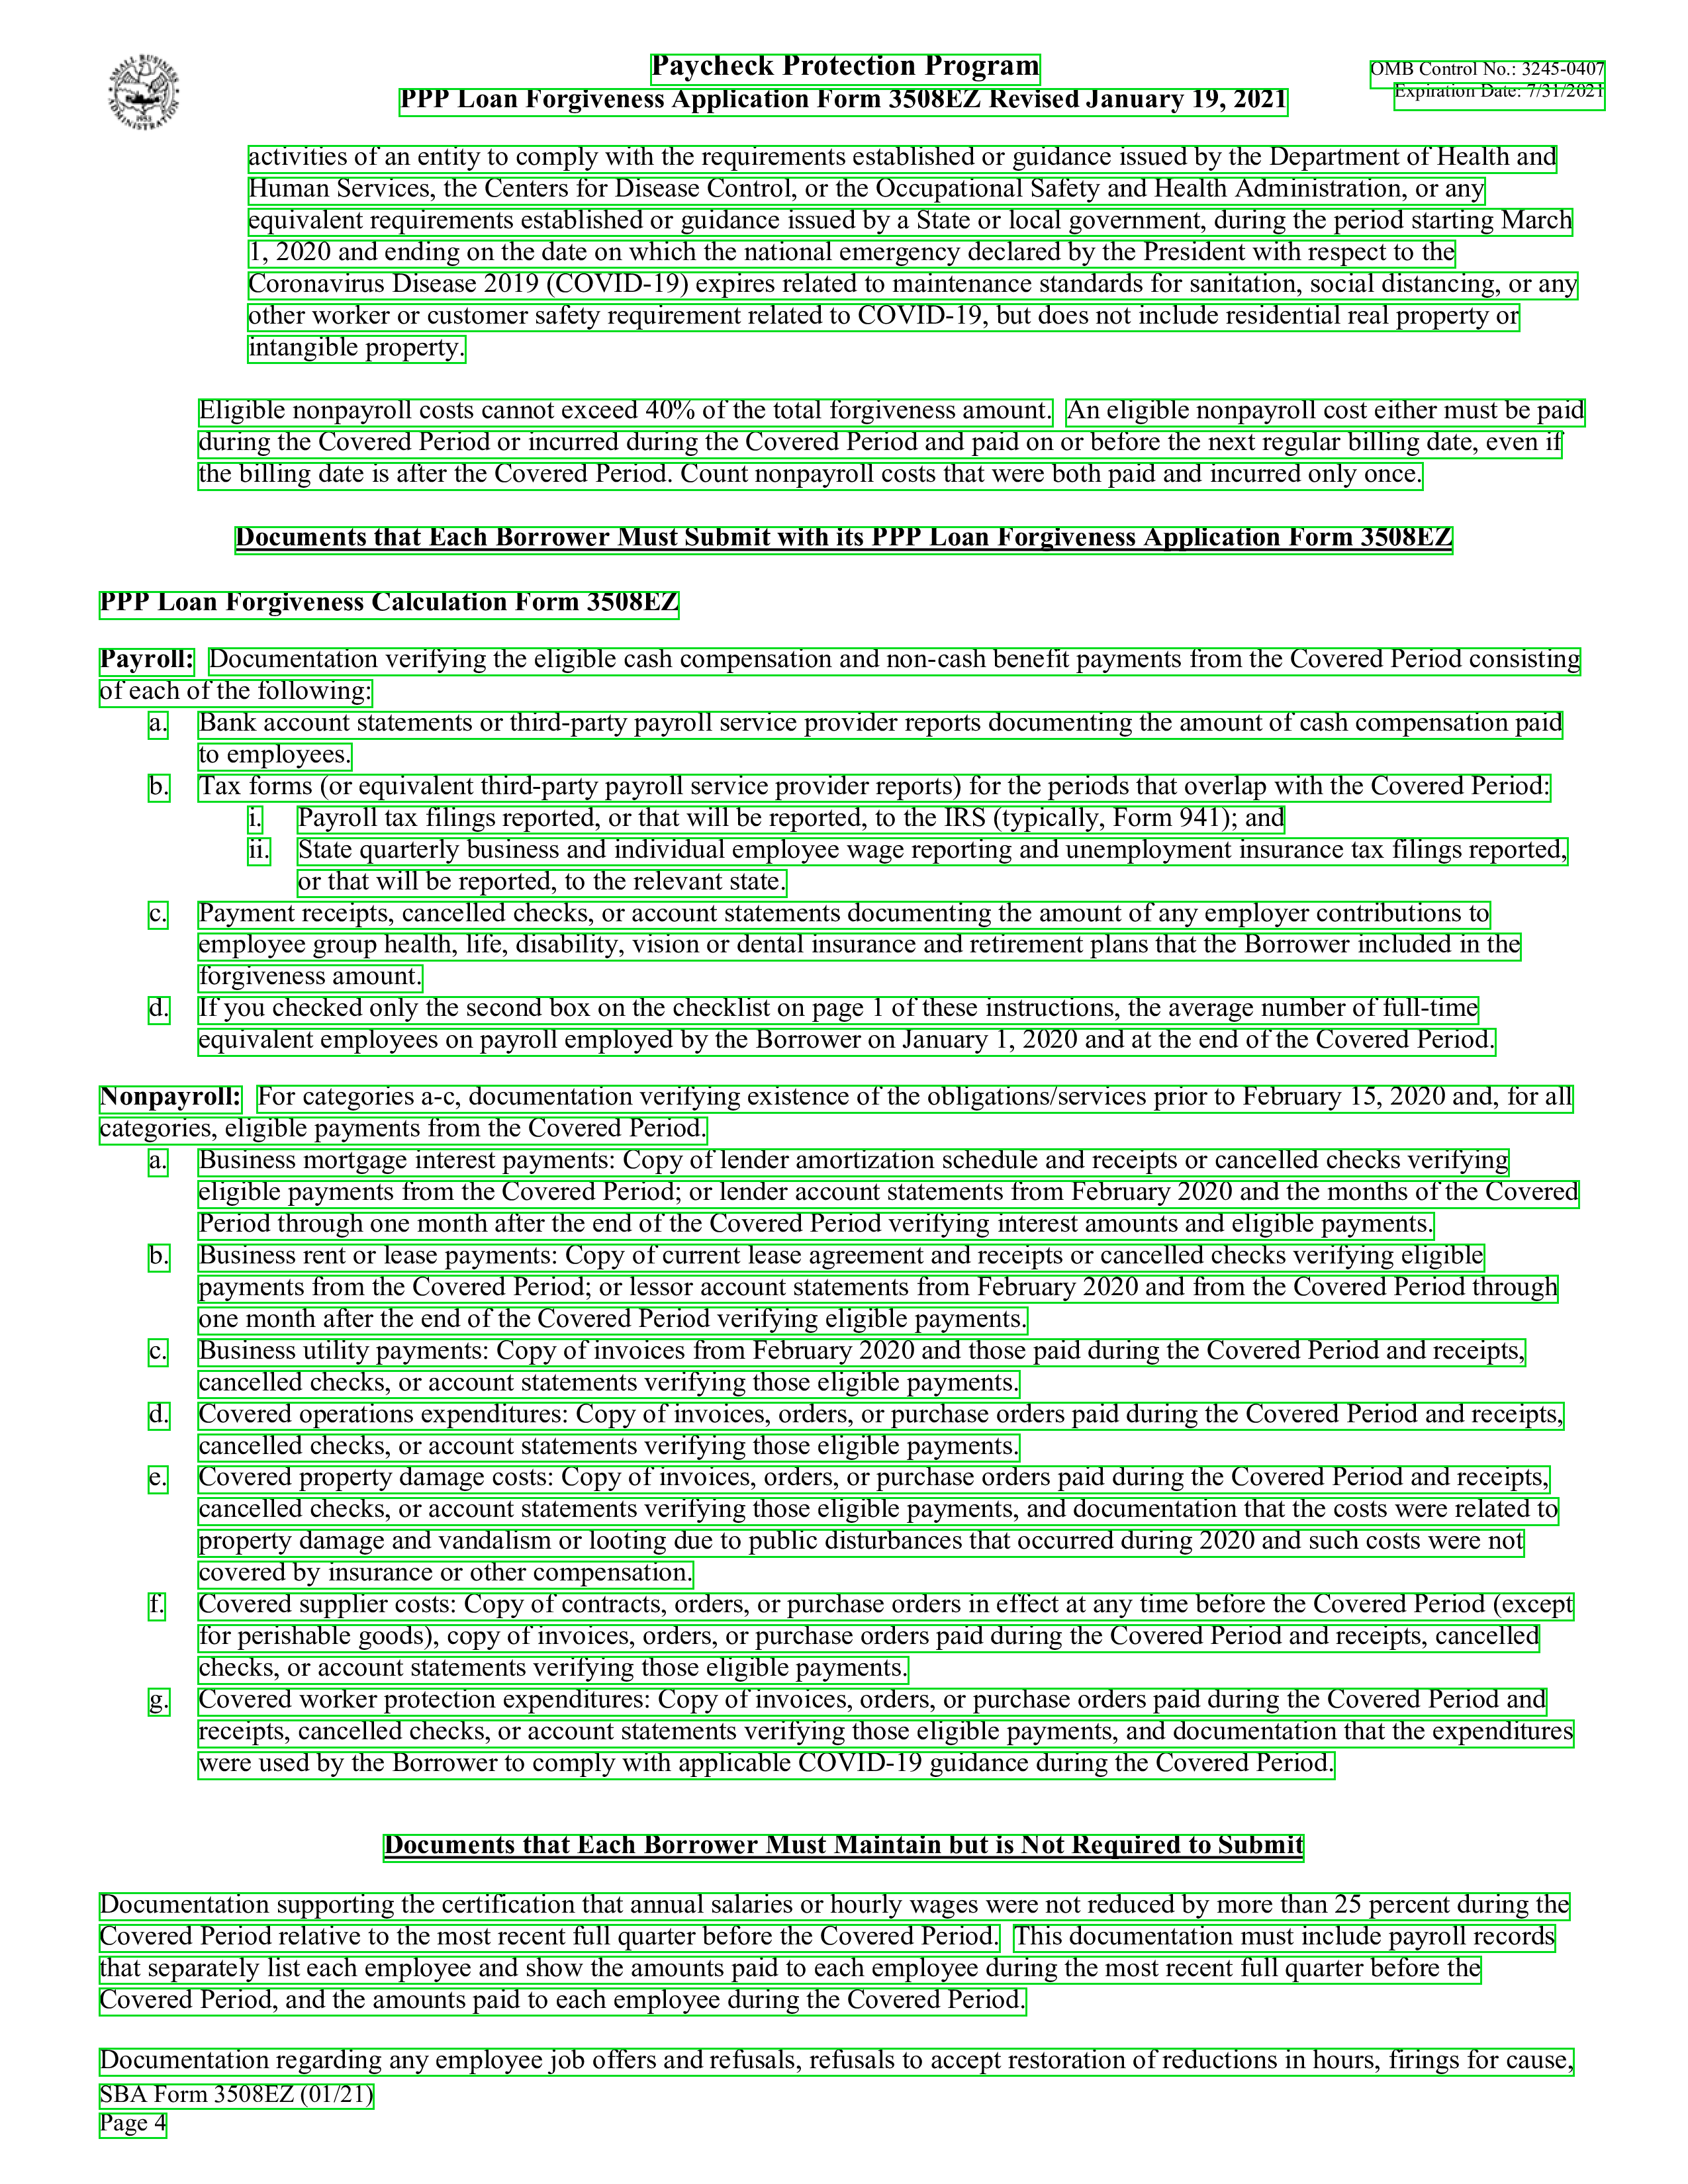 SMALL BUSINESS ADMINISTRATION 1953
Paycheck Protection Program
OMB Control No.: 3245-0407
PPP Loan Forgiveness Application Form 3508EZ Revised January 19, 2021
Expiration Date: 7/31/2021
activities of an entity to comply with the requirements established or guidance issued by the Department of Health and
Human Services, the Centers for Disease Control, or the Occupational Safety and Health Administration, or any
equivalent requirements established or guidance issued by a State or local government, during the period starting March
1, 2020 and ending on the date on which the national emergency declared by the President with respect to the
Coronavirus Disease 2019 (COVID-19) expires related to maintenance standards for sanitation, social distancing, or any
other worker or customer safety requirement related to COVID-19, but does not include residential real property or
intangible property.
Eligible nonpayroll costs cannot exceed 40% of the total forgiveness amount. An eligible nonpayroll cost either must be paid
during the Covered Period or incurred during the Covered Period and paid on or before the next regular billing date, even if
the billing date is after the Covered Period. Count nonpayroll costs that were both paid and incurred only once.
Documents that Each Borrower Must Submit with its PPP Loan Forgiveness Application Form 3508EZ
PPP Loan Forgiveness Calculation Form 3508EZ
Payroll: Documentation verifying the eligible cash compensation and non-cash benefit payments from the Covered Period consisting
of each of the following:
a. Bank account statements or third-party payroll service provider reports documenting the amount of cash compensation paid
to employees.
b. Tax forms (or equivalent third-party payroll service provider reports) for the periods that overlap with the Covered Period:
i. Payroll tax filings reported, or that will be reported, to the IRS (typically, Form 941); and
ii. State quarterly business and individual employee wage reporting and unemployment insurance tax filings reported,
or that will be reported, to the relevant state.
c. Payment receipts, cancelled checks, or account statements documenting the amount of any employer contributions to
employee group health, life, disability, vision or dental insurance and retirement plans that the Borrower included in the
forgiveness amount.
d. If you checked only the second box on the checklist on page 1 of these instructions, the average number of full-time
equivalent employees on payroll employed by the Borrower on January 1, 2020 and at the end of the Covered Period.
Nonpayroll: For categories a-c, documentation verifying existence of the obligations/services prior to February 15, 2020 and, for all
categories, eligible payments from the Covered Period.
a. Business mortgage interest payments: Copy of lender amortization schedule and receipts or cancelled checks verifying
eligible payments from the Covered Period; or lender account statements from February 2020 and the months of the Covered
Period through one month after the end of the Covered Period verifying interest amounts and eligible payments.
b. Business rent or lease payments: Copy of current lease agreement and receipts or cancelled checks verifying eligible
payments from the Covered Period; or lessor account statements from February 2020 and from the Covered Period through
one month after the end of the Covered Period verifying eligible payments.
c. Business utility payments: Copy of invoices from February 2020 and those paid during the Covered Period and receipts,
cancelled checks, or account statements verifying those eligible payments.
d. Covered operations expenditures: Copy of invoices, orders, or purchase orders paid during the Covered Period and receipts,
cancelled checks, or account statements verifying those eligible payments.
e. Covered property damage costs: Copy of invoices, orders, or purchase orders paid during the Covered Period and receipts,
cancelled checks, or account statements verifying those eligible payments, and documentation that the costs were related to
property damage and vandalism or looting due to public disturbances that occurred during 2020 and such costs were not
covered by insurance or other compensation.
f. Covered supplier costs: Copy of contracts, orders, or purchase orders in effect at any time before the Covered Period (except
for perishable goods), copy of invoices, orders, or purchase orders paid during the Covered Period and receipts, cancelled
checks, or account statements verifying those eligible payments.
g. Covered worker protection expenditures: Copy of invoices, orders, or purchase orders paid during the Covered Period and
receipts, cancelled checks, or account statements verifying those eligible payments, and documentation that the expenditures
were used by the Borrower to comply with applicable COVID-19 guidance during the Covered Period.
Documents that Each Borrower Must Maintain but is Not Required to Submit
Documentation supporting the certification that annual salaries or hourly wages were not reduced by more than 25 percent during the
Covered Period relative to the most recent full quarter before the Covered Period. This documentation must include payroll records
that separately list each employee and show the amounts paid to each employee during the most recent full quarter before the
Covered Period, and the amounts paid to each employee during the Covered Period.
Documentation regarding any employee job offers and refusals, refusals to accept restoration of reductions in hours, firings for cause,
SBA Form 3508EZ (01/21)
Page 4